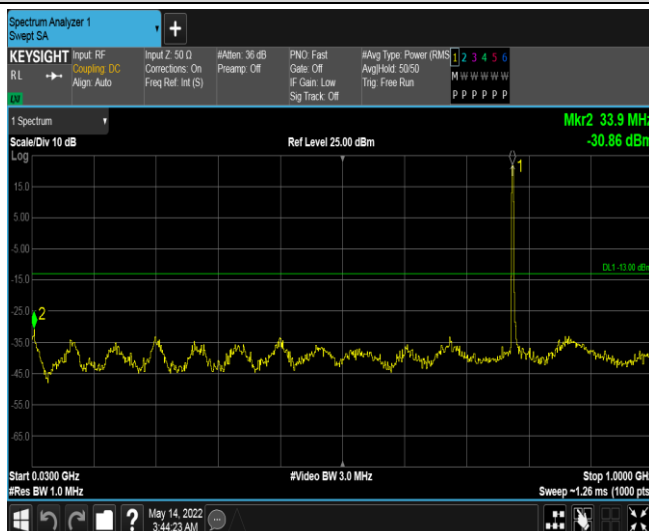 Spectrum Analyzer 1
Swept SA
+
KEYSIGHT
RL
Input: RF
Coupling: DC
Align: Auto
Input Z: 50 Ω
Corrections: On
Freq Ref: Int (S)
#Atten: 36 dB
Preamp: Off
PNO: Fast
Gate: Off
IF Gain: Low
Sig Track: Off
#Avg Type: Power (RMS
Avg|Hold: 50/50
Trig: Free Run
1 2 3 4 5 6
M W W W W W
P P P P P P
1 Spectrum
Mkr2 33.9 MHz
Scale/Div 10 dB
Ref Level 25.00 dBm
-30.86 dBm
Log
1
15.0
5.00
-5.00
DL1 -13.00 dBm
-15.0
-25.0
2
-35.0
-45.0
-55.0
-65.0
Start 0.0300 GHz
#Video BW 3.0 MHz
Stop 1.0000 GHz
#Res BW 1.0 MHz
Sweep ~1.26 ms (1000 pts
?
May 14, 2022
3:44:23 AM